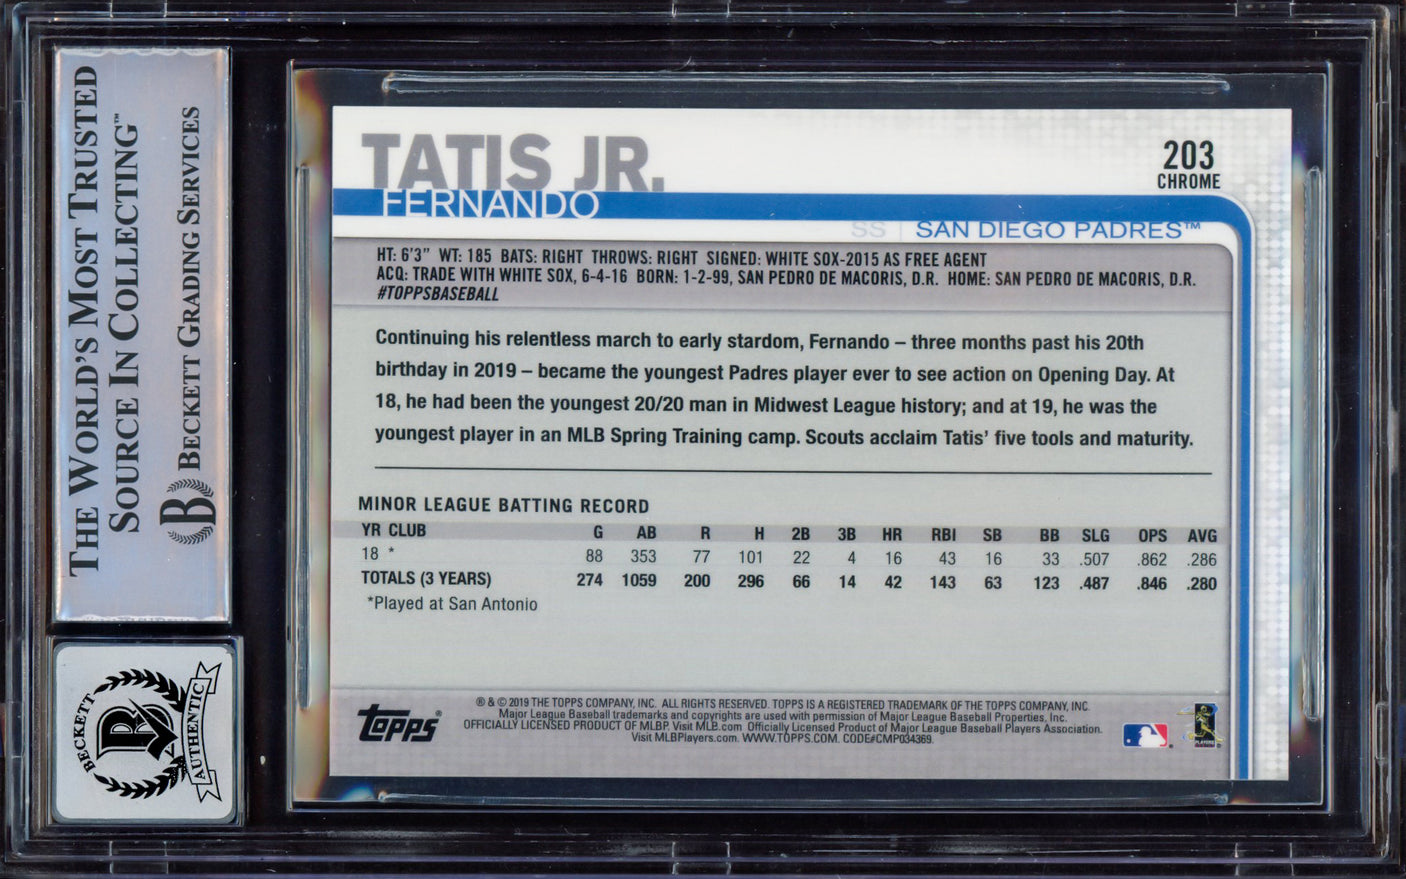 THE WORLD'S MOST TRUSTED
SOURCE IN COLLECTING™
BECKETT GRADING SERVICES
B
BECKETT
B
AUTHENTIC
TATIS JR.
FERNANDO
203
CHROME
SS | SAN DIEGO PADRES™
HT: 6'3" WT: 185 BATS: RIGHT THROWS: RIGHT SIGNED: WHITE SOX-2015 AS FREE AGENT
ACQ: TRADE WITH WHITE SOX, 6-4-16 BORN: 1-2-99, SAN PEDRO DE MACORIS, D.R. HOME: SAN PEDRO DE MACORIS, D.R.
#TOPPSBASEBALL
Continuing his relentless march to early stardom, Fernando – three months past his 20th
birthday in 2019 – became the youngest Padres player ever to see action on Opening Day. At
18, he had been the youngest 20/20 man in Midwest League history; and at 19, he was the
youngest player in an MLB Spring Training camp. Scouts acclaim Tatis' five tools and maturity.
MINOR LEAGUE BATTING RECORD
YR CLUB G AB R H 2B 3B HR RBI SB BB SLG OPS AVG
18 * 88 353 77 101 22 4 16 43 16 33 .507 .862 .286
TOTALS (3 YEARS) 274 1059 200 296 66 14 42 143 63 123 .487 .846 .280
*Played at San Antonio
Topps®
® & © 2019 THE TOPPS COMPANY, INC. ALL RIGHTS RESERVED. TOPPS IS A REGISTERED TRADEMARK OF THE TOPPS COMPANY, INC.
Major League Baseball trademarks and copyrights are used with permission of Major League Baseball Properties, Inc.
OFFICIALLY LICENSED PRODUCT OF MLBP. Visit MLB.com Officially Licensed Product of Major League Baseball Players Association.
Visit MLBPlayers.com. WWW.TOPPS.COM. CODE#CMP034369.
PLAYERS